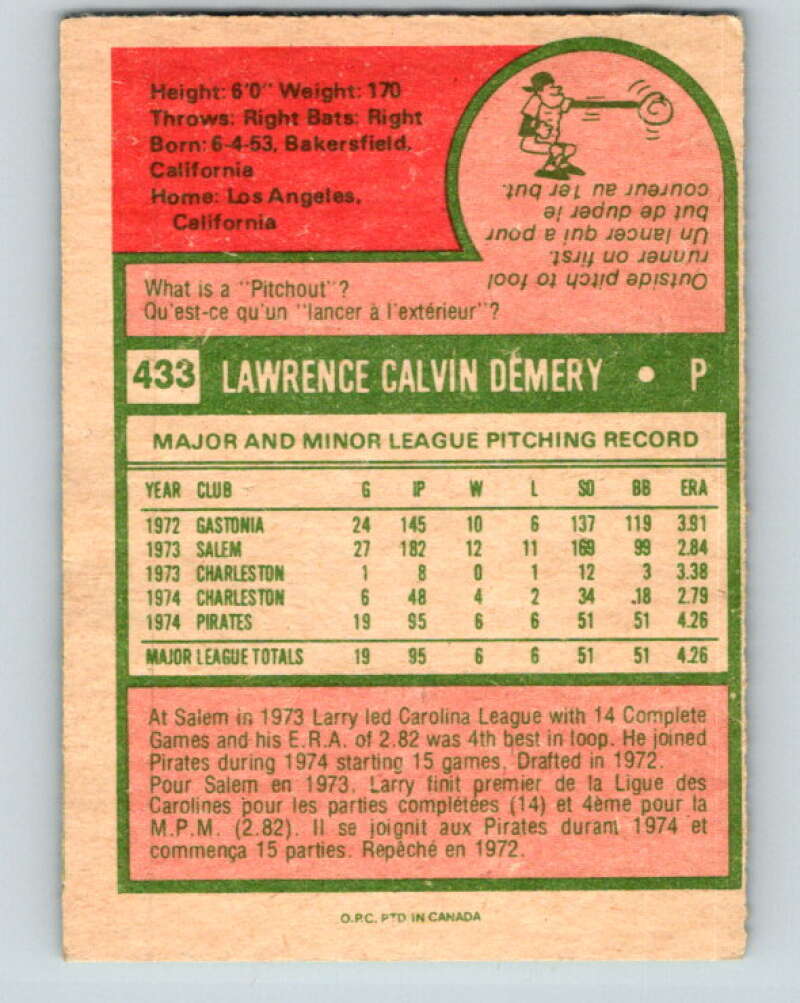 Height: 6'0" Weight: 170
Throws: Right Bats: Right
Born: 6-4-53, Bakersfield,
California
Home: Los Angeles,
California
What is a "Pitchout"?
Qu'est-ce qu'un "lancer à l'extérieur"?
Outside pitch to fool
runner on first.
Un lancer qui a pour
but de duper le
coureur au 1er but.
433 LAWRENCE CALVIN DEMERY • P
MAJOR AND MINOR LEAGUE PITCHING RECORD
YEAR CLUB G IP W L SO BB ERA
1972 GASTONIA 24 145 10 6 137 119 3.91
1973 SALEM 27 182 12 11 169 99 2.84
1973 CHARLESTON 1 8 0 1 12 3 3.38
1974 CHARLESTON 6 48 4 2 34 18 2.79
1974 PIRATES 19 95 6 6 51 51 4.26
MAJOR LEAGUE TOTALS 19 95 6 6 51 51 4.26
At Salem in 1973 Larry led Carolina League with 14 Complete
Games and his E.R.A. of 2.82 was 4th best in loop. He joined
Pirates during 1974 starting 15 games. Drafted in 1972.
Pour Salem en 1973, Larry finit premier de la Ligue des
Carolines pour les parties complétées (14) et 4ème pour la
M.P.M. (2.82). Il se joignit aux Pirates durant 1974 et
commença 15 parties. Repêché en 1972.
O.P.C. PTD IN CANADA